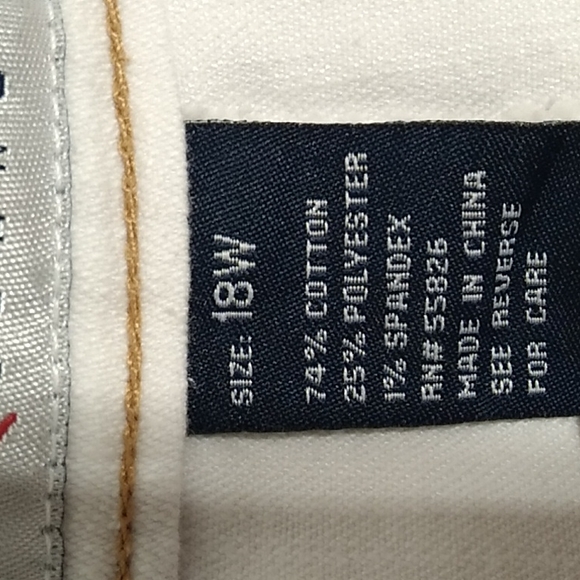 SIZE: 18W
74% COTTON
25% POLYESTER
1% SPANDEX
RN# 55826
MADE IN CHINA
SEE REVERSE
FOR CARE